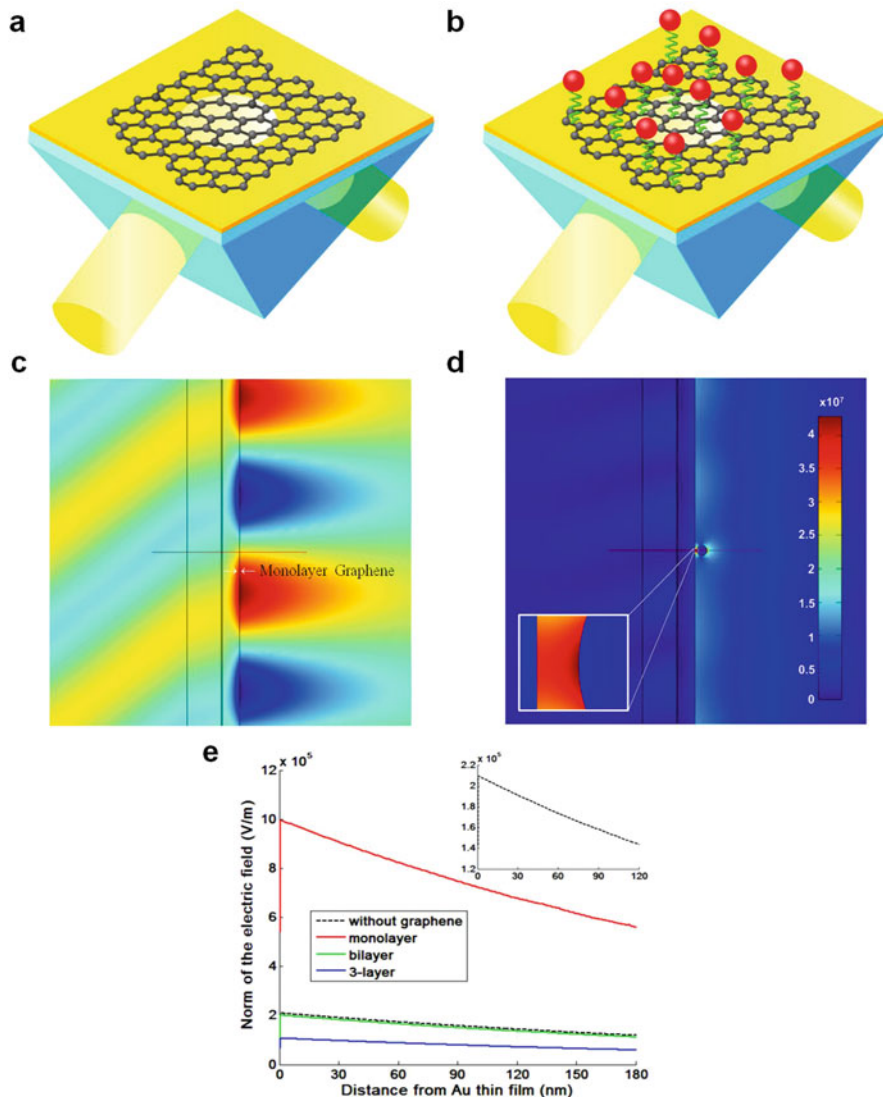 a
b
c
Monolayer Graphene
d
x10⁷
4
3.5
3
2.5
2
1.5
1
0.5
0
e
12 x 10⁵
10
8
6
4
2
0
Norm of the electric field (V/m)
0 30 60 90 120 150 180
Distance from Au thin film (nm)
without graphene
monolayer
bilayer
3-layer
2.2 x 10⁵
2
1.8
1.6
1.4
1.2
0 30 60 90 120